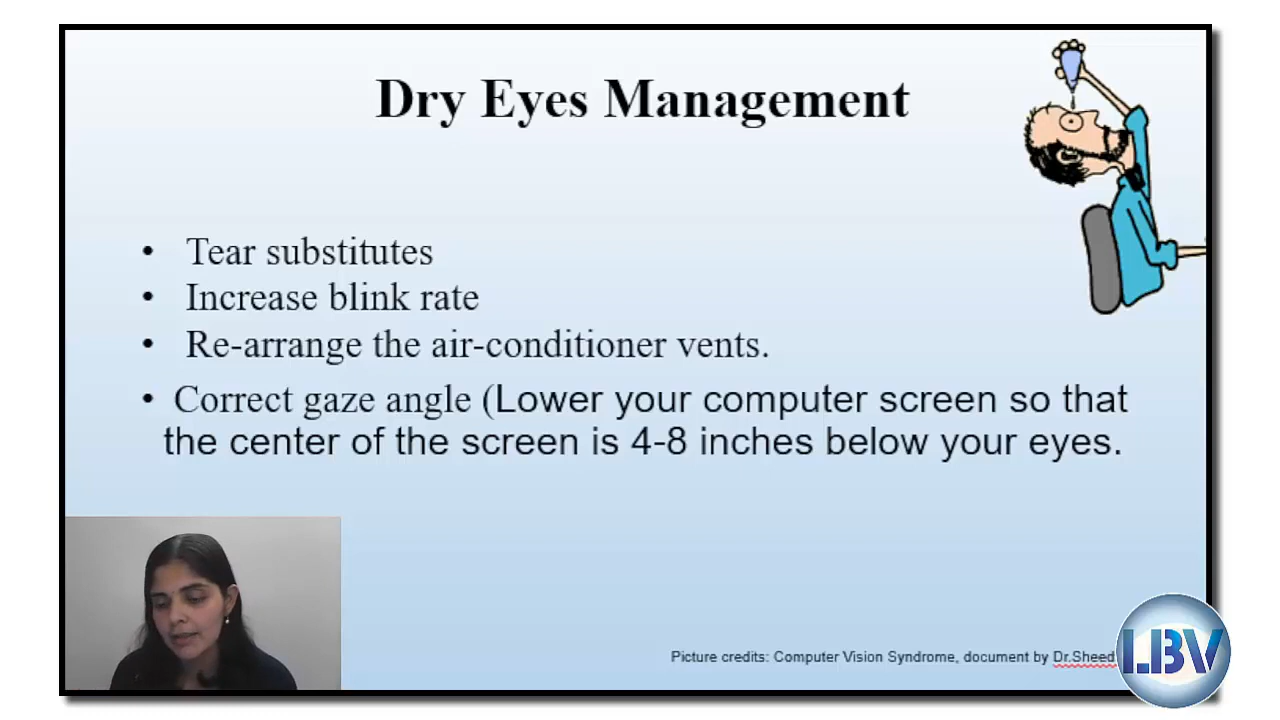 Dry Eyes Management
• Tear substitutes
• Increase blink rate
• Re-arrange the air-conditioner vents.
• Correct gaze angle (Lower your computer screen so that
the center of the screen is 4-8 inches below your eyes.
Picture credits: Computer Vision Syndrome, document by Dr.Sheed
LBV